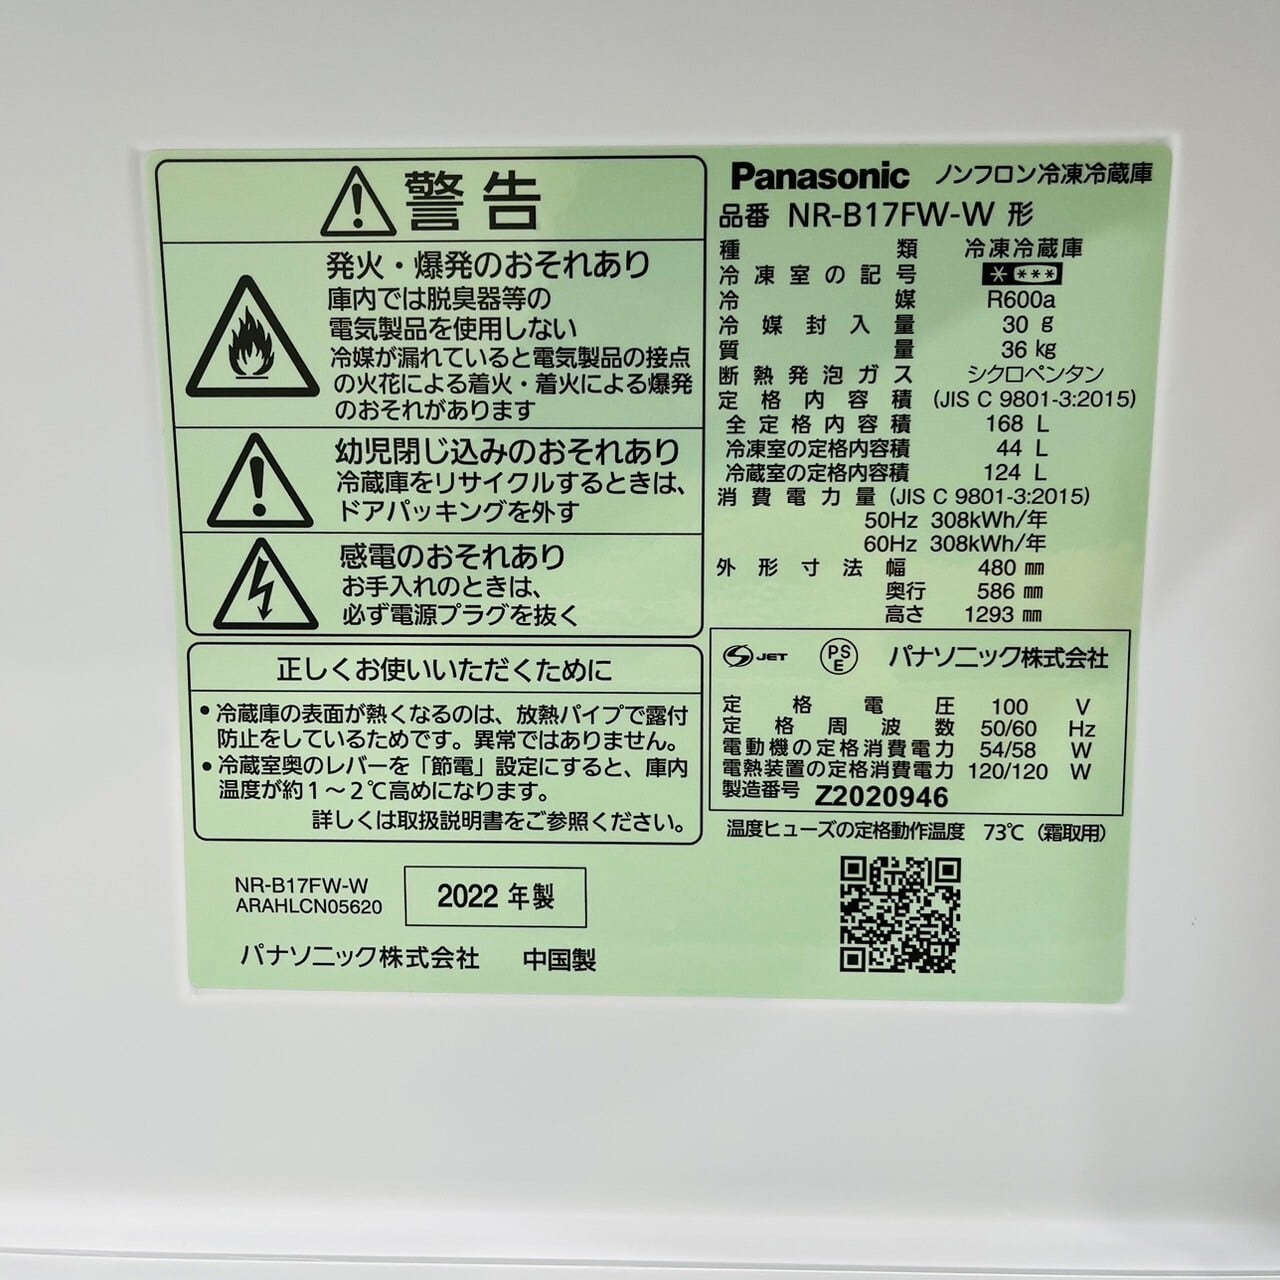 警告
発火・爆発のおそれあり
庫内では脱臭器等の
電気製品を使用しない
冷媒が漏れていると電気製品の接点
の火花による着火・着火による爆発
のおそれがあります
幼児閉じ込みのおそれあり
冷蔵庫をリサイクルするときは、
ドアパッキングを外す
感電のおそれあり
お手入れのときは、
必ず電源プラグを抜く
正しくお使いいただくために
•冷蔵庫の表面が熱くなるのは、放熱パイプで露付
防止をしているためです。異常ではありません。
•冷蔵室奥のレバーを「節電」設定にすると、庫内
温度が約1～2℃高めになります。
詳しくは取扱説明書をご参照ください。
NR-B17FW-W
ARAHLCN05620
2022 年製
パナソニック株式会社 中国製
Panasonic ノンフロン冷凍冷蔵庫
品番 NR-B17FW-W 形
種類 冷凍冷蔵庫
冷凍室の記号 * ***
冷媒 R600a
冷媒封入量 30 g
質量 36 kg
断熱発泡ガス シクロペンタン
定格内容積 (JIS C 9801-3:2015)
全定格内容積 168 L
冷凍室の定格内容積 44 L
冷蔵室の定格内容積 124 L
消費電力量 (JIS C 9801-3:2015)
50Hz 308kWh/年
60Hz 308kWh/年
外形寸法 幅 480 ㎜
奥行 586 ㎜
高さ 1293 ㎜
JET PSE パナソニック株式会社
定格電圧 100 V
定格周波数 50/60 Hz
電動機の定格消費電力 54/58 W
電熱装置の定格消費電力 120/120 W
製造番号 Z2020946
温度ヒューズの定格動作温度 73℃（霜取用）